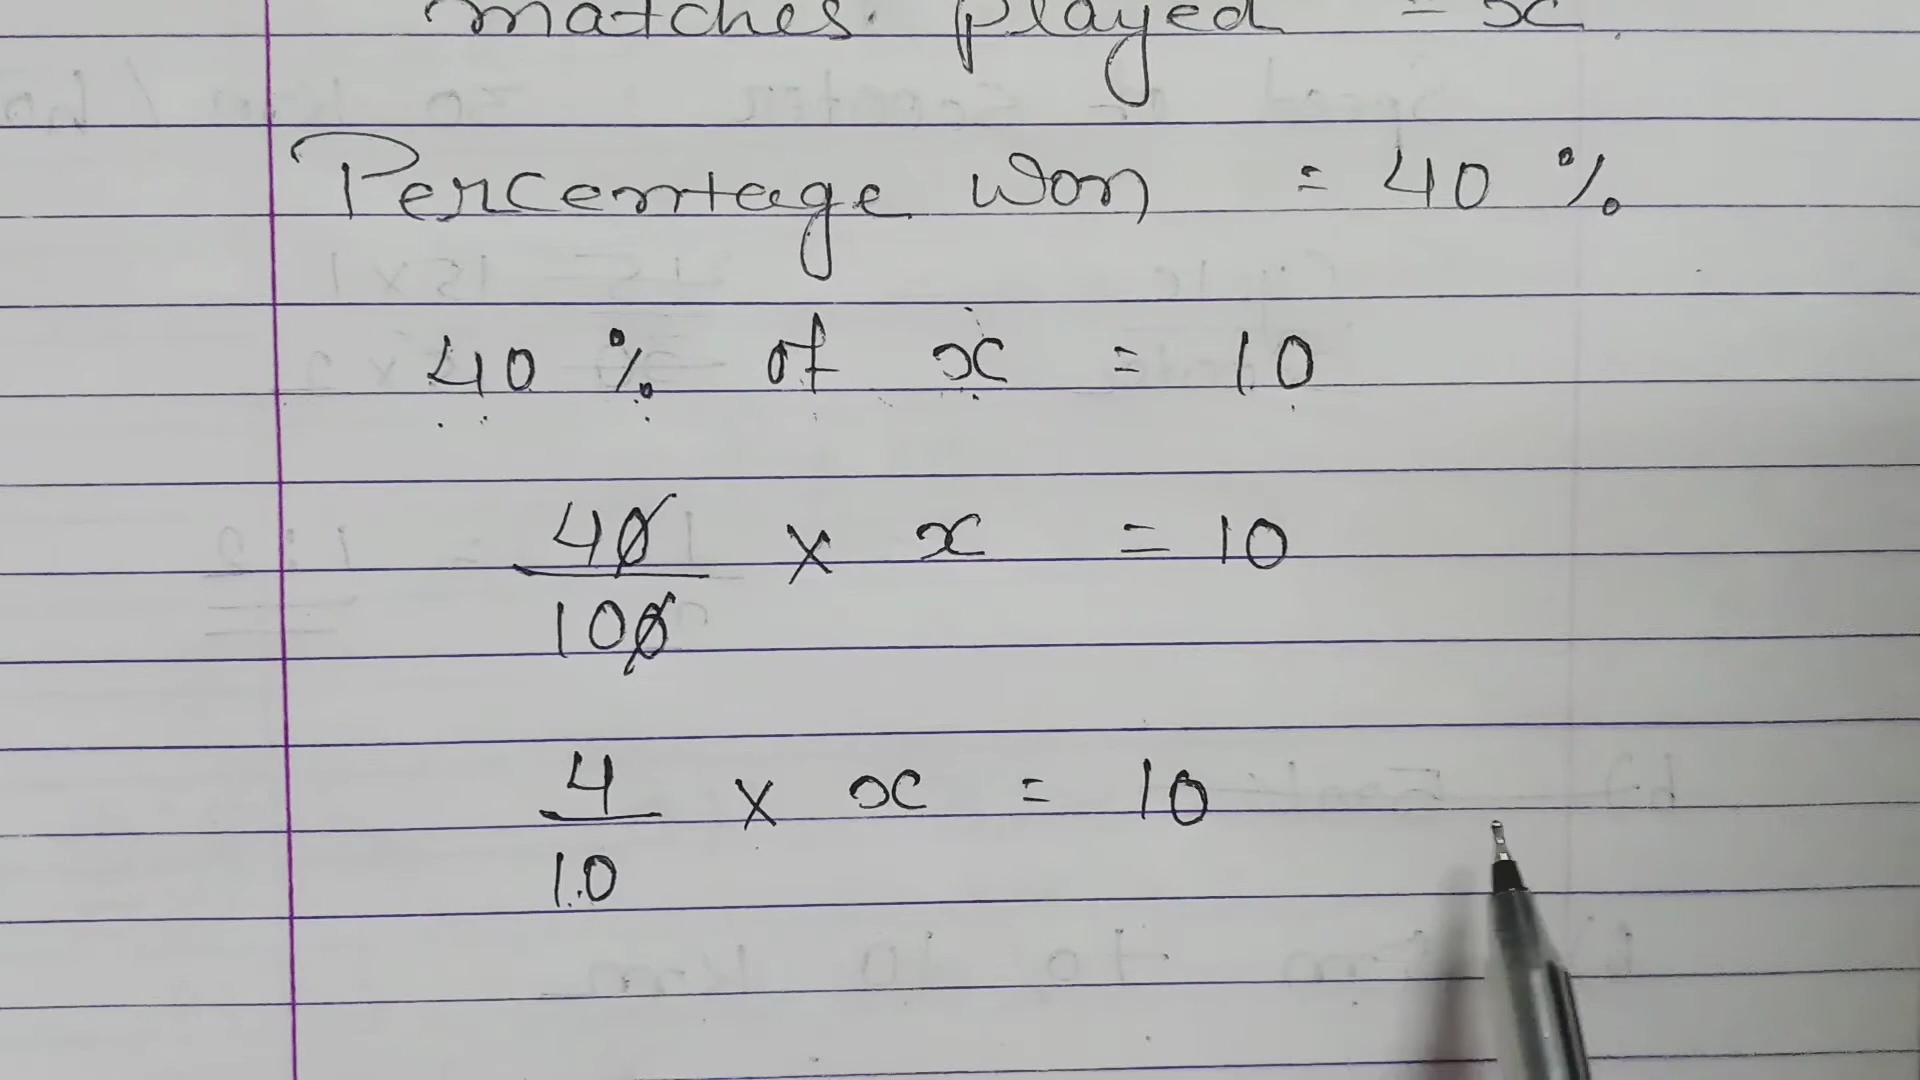 matches. played = x
Percentage won = 40 %
40 % of x = 10
40/100 × x = 10
4/10 × x = 10